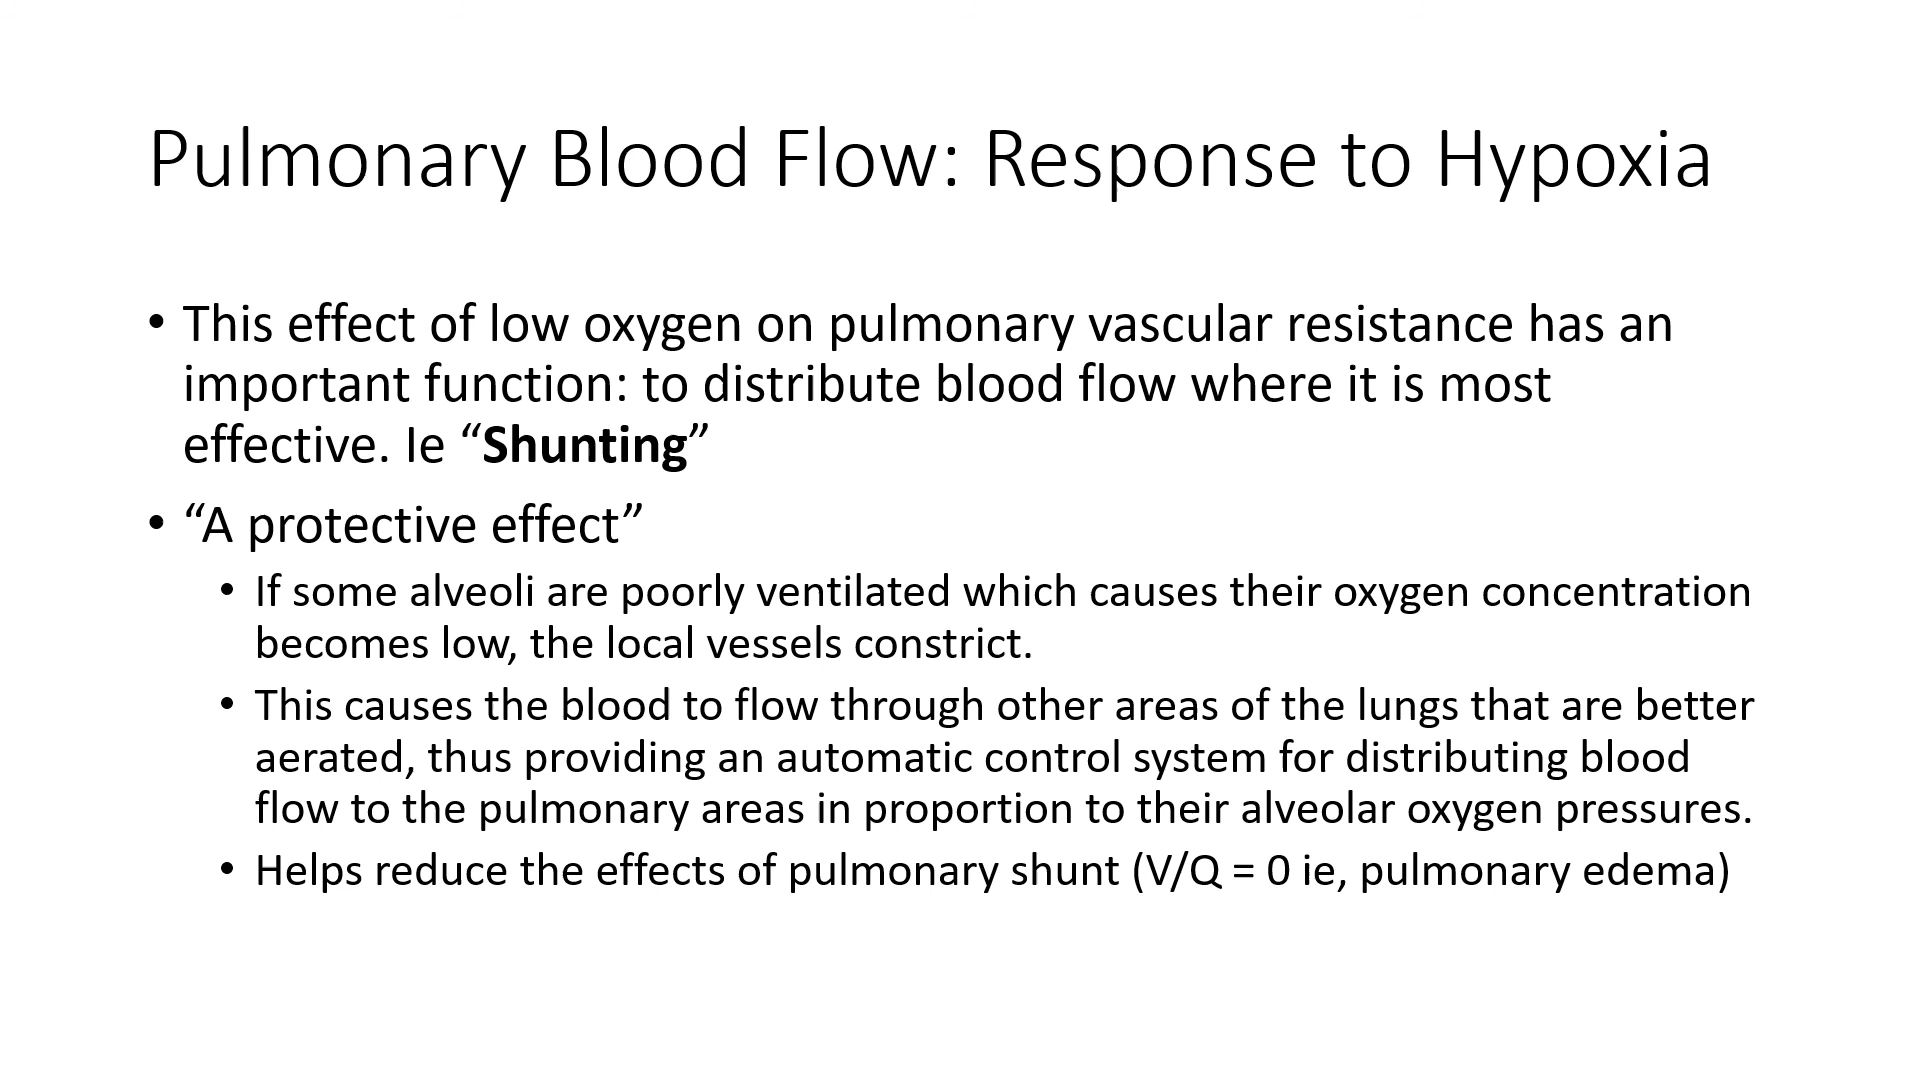 Pulmonary Blood Flow: Response to Hypoxia
• This effect of low oxygen on pulmonary vascular resistance has an
important function: to distribute blood flow where it is most
effective. Ie “Shunting”
• “A protective effect”
• If some alveoli are poorly ventilated which causes their oxygen concentration
becomes low, the local vessels constrict.
• This causes the blood to flow through other areas of the lungs that are better
aerated, thus providing an automatic control system for distributing blood
flow to the pulmonary areas in proportion to their alveolar oxygen pressures.
• Helps reduce the effects of pulmonary shunt (V/Q = 0 ie, pulmonary edema)